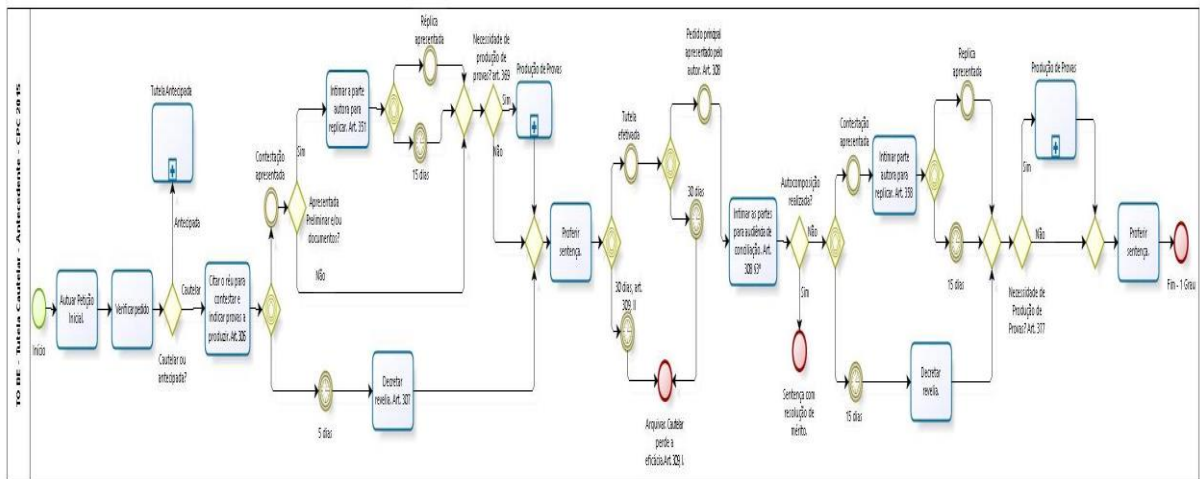 TO BE - Tutela Cautelar - Antecedente - CPC 2015
Início
Autuar Petição
Inicial.
Verificar pedido
Cautelar ou
antecipada?
Antecipada
Tutela Antecipada
Cautelar
Citar o réu para
contestar e
indicar provas a
produzir. Art. 306
Contestação
apresentada
Apresentada
Preliminar e/ou
documentos?
Sim
Não
Intimar a parte
autora para
replicar. Art. 351
Réplica
apresentada
15 dias
Necessidade de
produção de
provas? art. 369
Sim
Não
Produção de Provas
5 dias
Decretar
revelia. Art. 307
Proferir
sentença.
Tutela
efetivada
30 dias, art.
309, II
Pedido principal
apresentado pelo
autor. Art. 308
30 dias
Arquivar. Cautelar
perde a
eficácia.Art. 309, I.
Intimar as partes
para audiência de
conciliação. Art.
308 §3º
Autocomposição
realizada?
Não
Sim
Sentença com
resolução de
mérito.
Contestação
apresentada
Intimar parte
autora para
replicar. Art. 350
Replica
apresentada
15 dias
15 dias
Decretar
revelia.
Necessidade de
Produção de
Provas? Art. 377
Sim
Não
Produção de Provas
Proferir
sentença.
Fim - 1 Grau